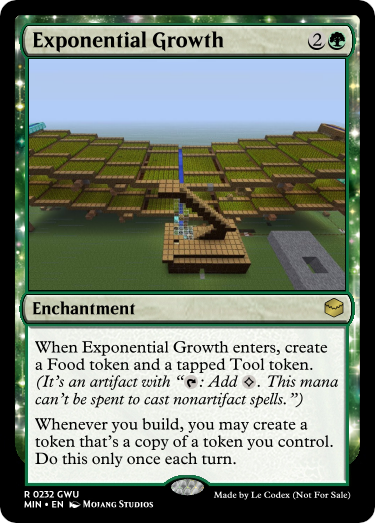 Exponential Growth 2
Enchantment
When Exponential Growth enters, create
a Food token and a tapped Tool token.
(It's an artifact with “: Add . This mana
can't be spent to cast nonartifact spells.”)
Whenever you build, you may create a
token that's a copy of a token you control.
Do this only once each turn.
R 0232 GWU
MIN • EN Mojang Studios
Made by Le Codex (Not For Sale)